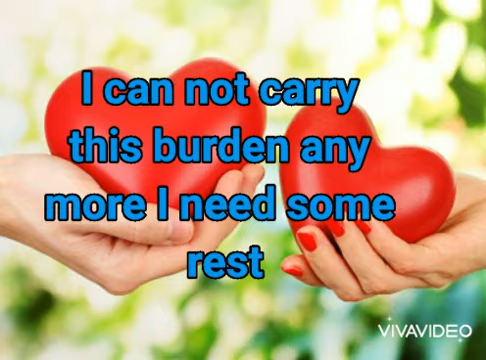 I can not carry
this burden any
more I need some
rest
VIVAVIDEO